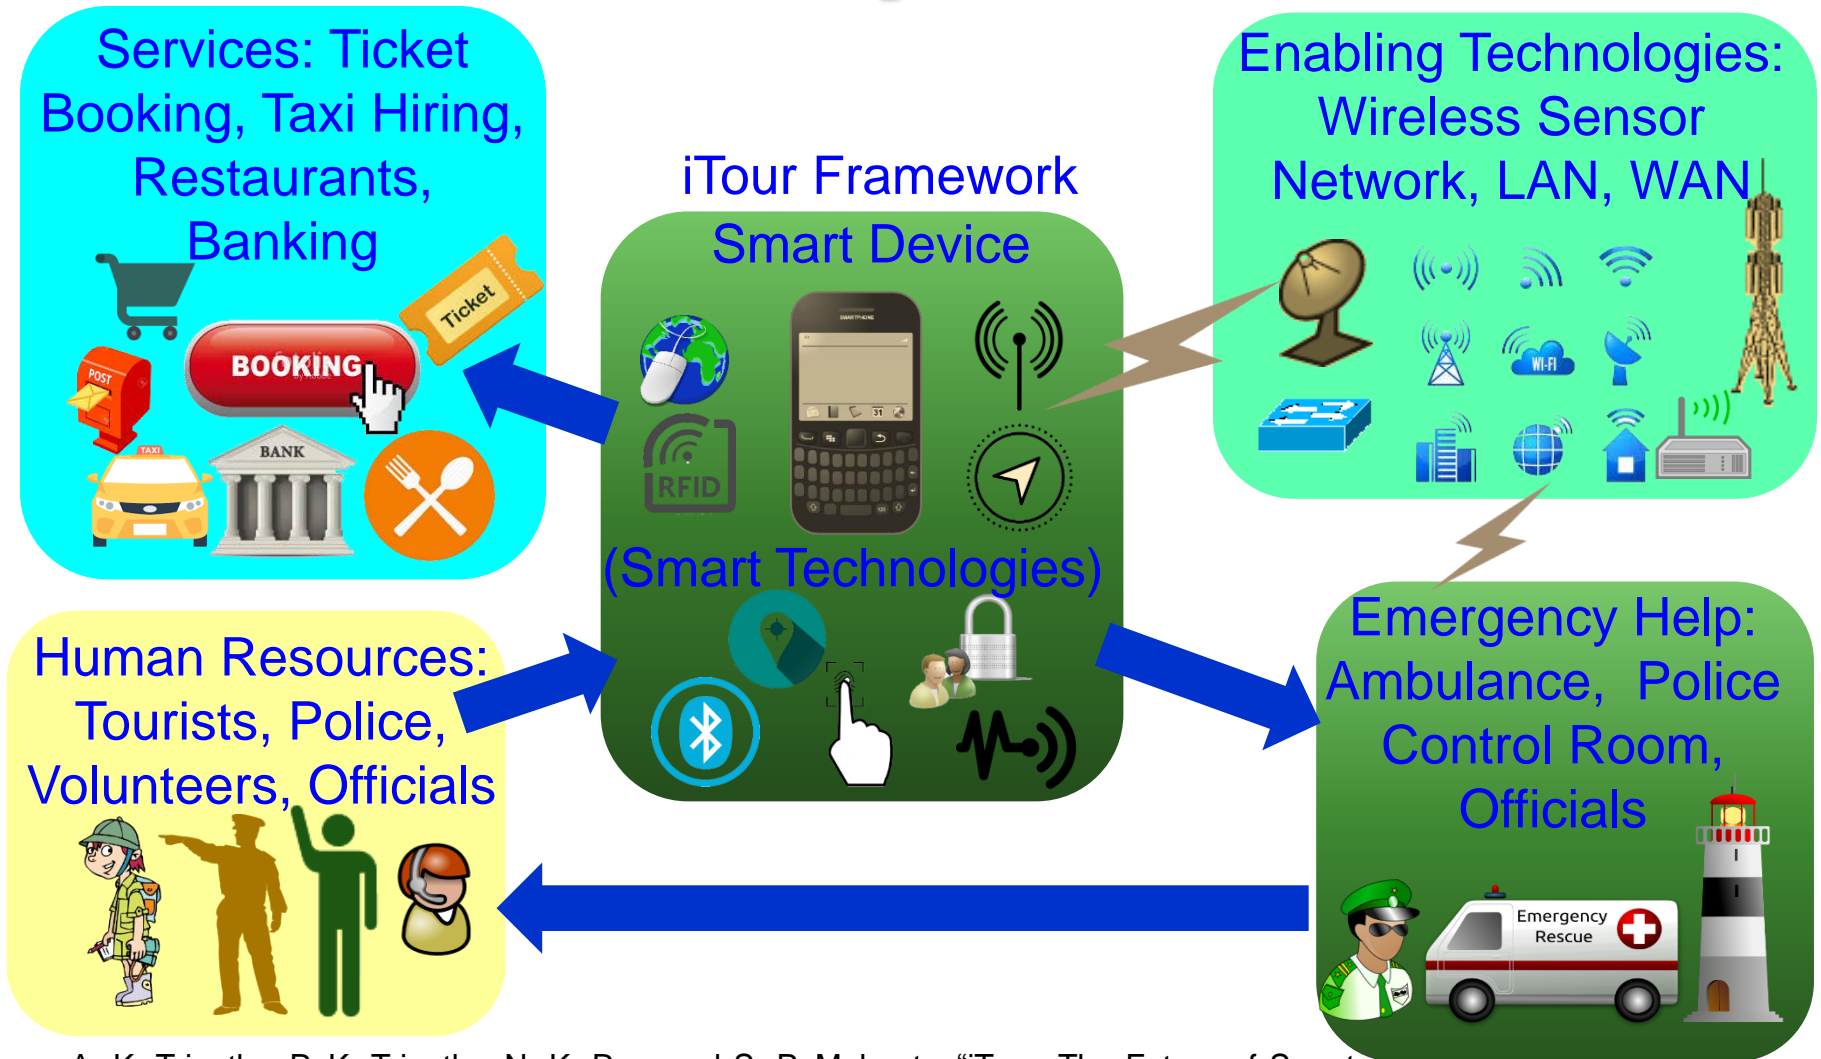 Services: Ticket
Booking, Taxi Hiring,
Restaurants,
Banking
Ticket
BOOKING
POST
TAXI
BANK
iTour Framework
Smart Device
SMARTPHONE
31
RFID
(Smart Technologies)
Enabling Technologies:
Wireless Sensor
Network, LAN, WAN
WI-FI
Human Resources:
Tourists, Police,
Volunteers, Officials
Emergency Help:
Ambulance, Police
Control Room,
Officials
Emergency
Rescue